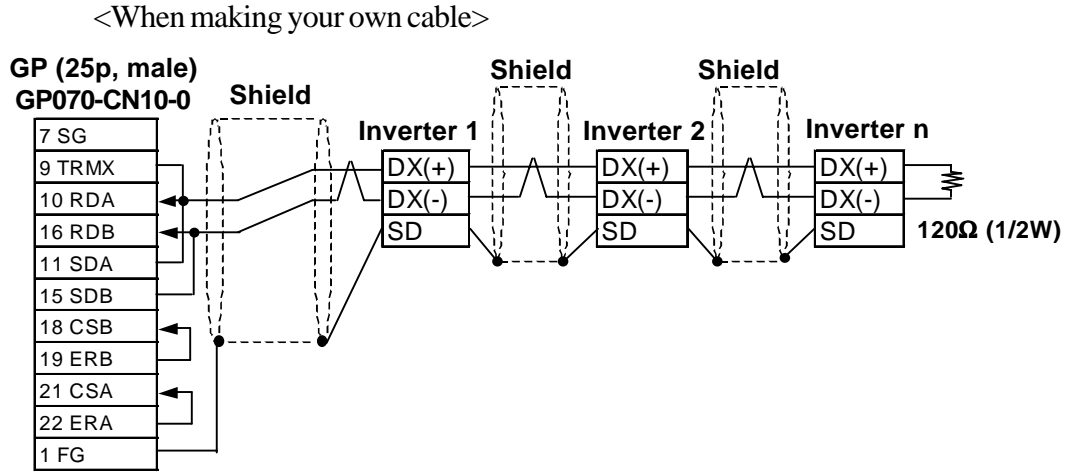 <When making your own cable>
GP (25p, male)
GP070-CN10-0
Shield
Shield
Shield
7 SG
9 TRMX
10 RDA
16 RDB
11 SDA
15 SDB
18 CSB
19 ERB
21 CSA
22 ERA
1 FG
Inverter 1
DX(+)
DX(-)
SD
Inverter 2
DX(+)
DX(-)
SD
Inverter n
DX(+)
DX(-)
SD
120Ω (1/2W)